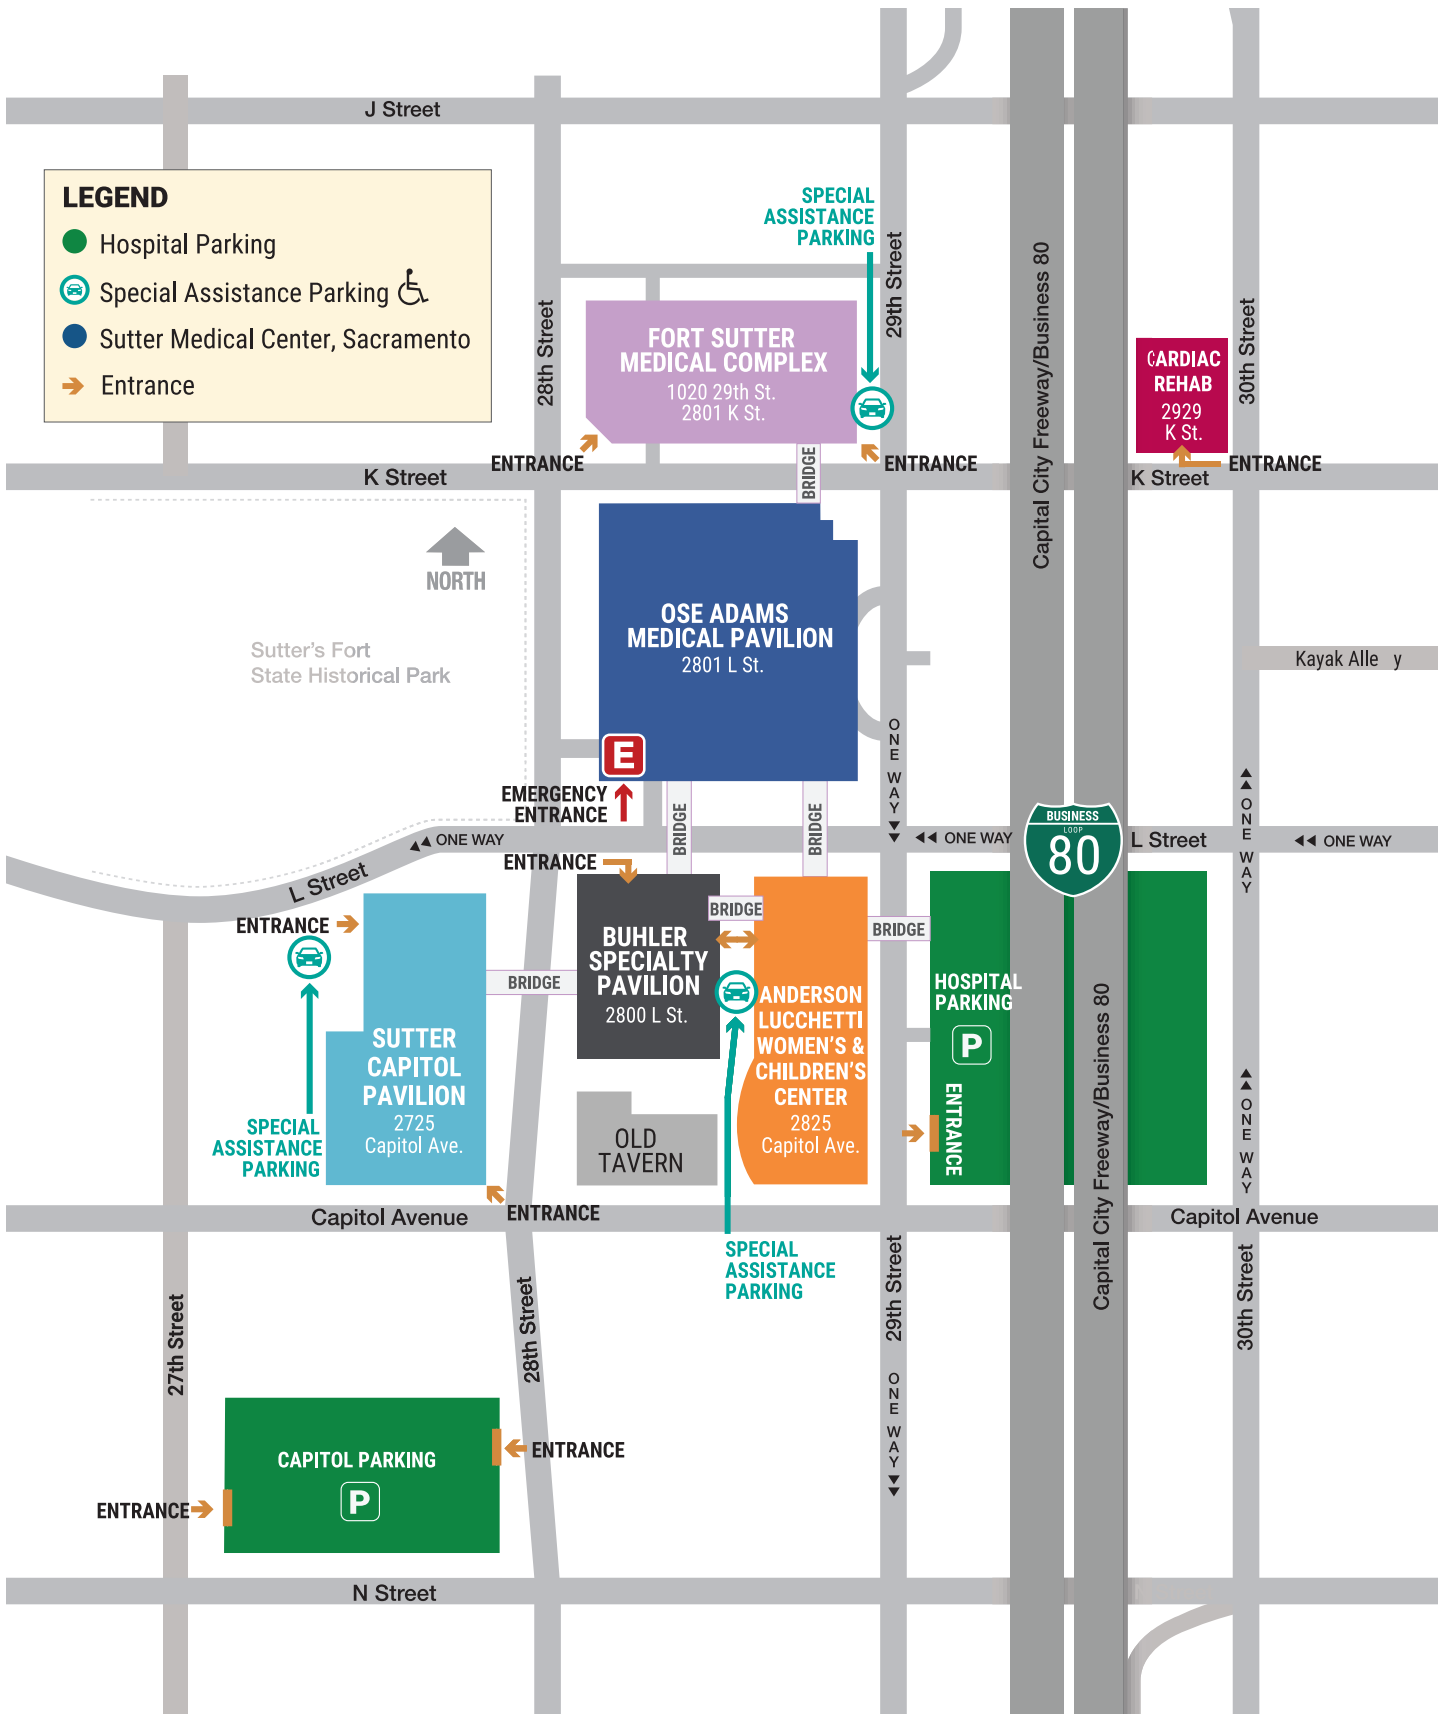 J Street
LEGEND
Hospital Parking
Special Assistance Parking
Sutter Medical Center, Sacramento
Entrance
SPECIAL
ASSISTANCE
PARKING
29th Street
28th Street
FORT SUTTER
MEDICAL COMPLEX
1020 29th St.
2801 K St.
Capital City Freeway/Business 80
30th Street
CARDIAC
REHAB
2929
K St.
ENTRANCE
ENTRANCE
ENTRANCE
BRIDGE
K Street
K Street
NORTH
Sutter's Fort
State Historical Park
OSE ADAMS
MEDICAL PAVILION
2801 L St.
Kayak Alle y
E
EMERGENCY
ENTRANCE
ONE WAY
ONE WAY
BRIDGE
BRIDGE
ONE WAY
ONE WAY
BUSINESS
LOOP
80
L Street
ONE WAY
L Street
ENTRANCE
ENTRANCE
BRIDGE
BRIDGE
BRIDGE
BUHLER
SPECIALTY
PAVILION
2800 L St.
HOSPITAL
PARKING
P
ENTRANCE
ANDERSON
LUCCHETTI
WOMEN'S &
CHILDREN'S
CENTER
2825
Capitol Ave.
SUTTER
CAPITOL
PAVILION
2725
Capitol Ave.
SPECIAL
ASSISTANCE
PARKING
OLD
TAVERN
ONE WAY
Capital City Freeway/Business 80
Capitol Avenue
ENTRANCE
Capitol Avenue
SPECIAL
ASSISTANCE
PARKING
27th Street
28th Street
29th Street
30th Street
ONE WAY
CAPITOL PARKING
P
ENTRANCE
ENTRANCE
N Street